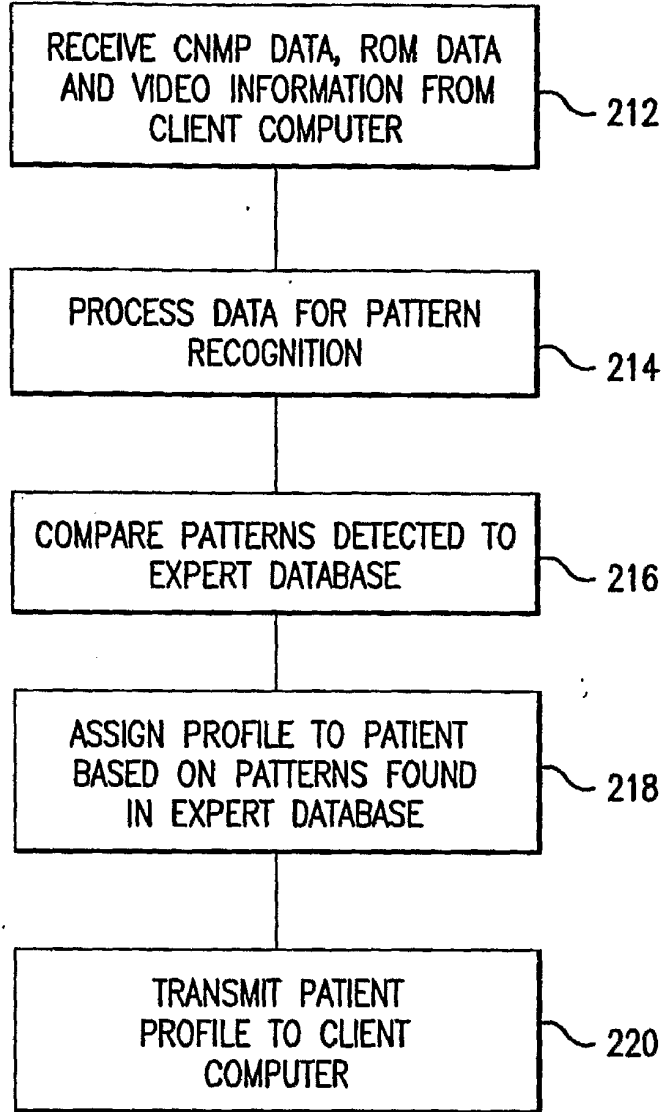 RECEIVE CNMP DATA, ROM DATA
AND VIDEO INFORMATION FROM
CLIENT COMPUTER
212
PROCESS DATA FOR PATTERN
RECOGNITION
214
COMPARE PATTERNS DETECTED TO
EXPERT DATABASE
216
ASSIGN PROFILE TO PATIENT
BASED ON PATTERNS FOUND
IN EXPERT DATABASE
218
TRANSMIT PATIENT
PROFILE TO CLIENT
COMPUTER
220